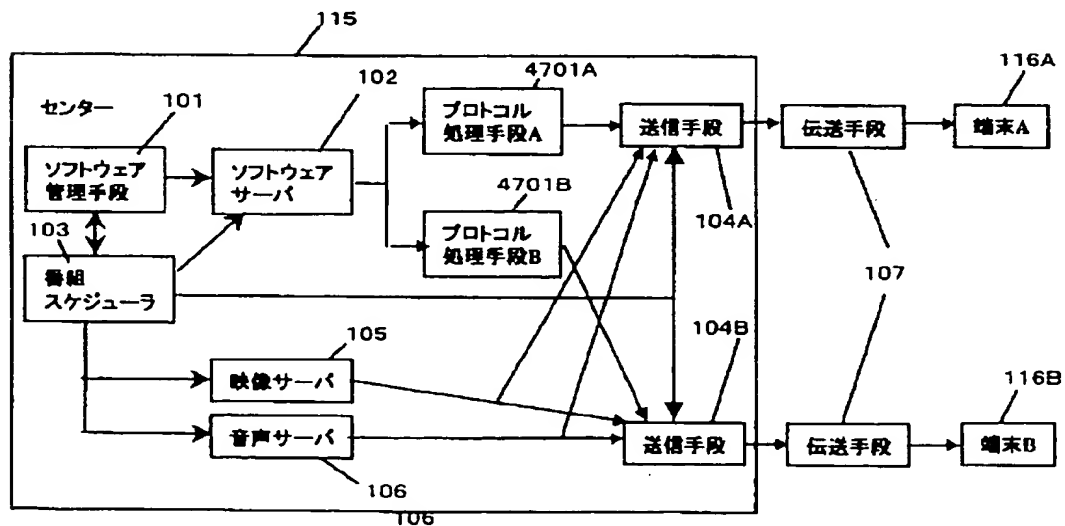 115
センター
101
ソフトウェア
管理手段
102
ソフトウェア
サーバ
4701A
プロトコル
処理手段A
送信手段
104A
伝送手段
116A
端末A
4701B
プロトコル
処理手段B
103
番組
スケジューラ
107
105
映像サーバ
音声サーバ
106
104B
送信手段
伝送手段
116B
端末B
106